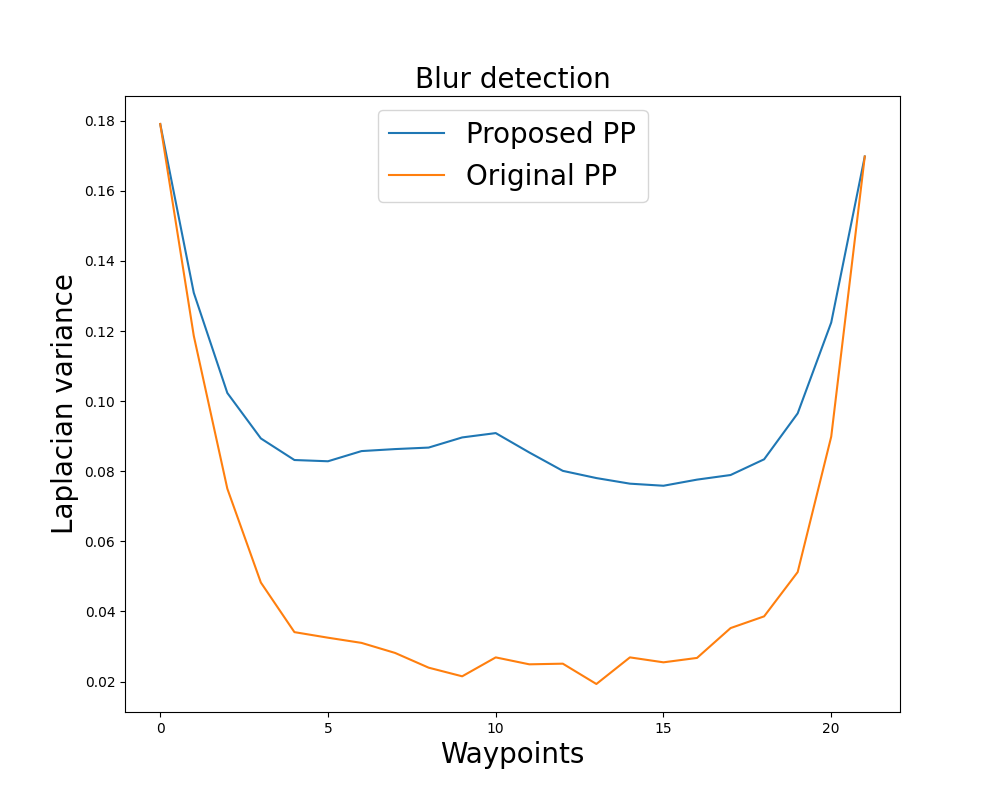 Blur detection
Proposed PP
Original PP
Laplacian variance
0.18
0.16
0.14
0.12
0.10
0.08
0.06
0.04
0.02
0 5 10 15 20
Waypoints